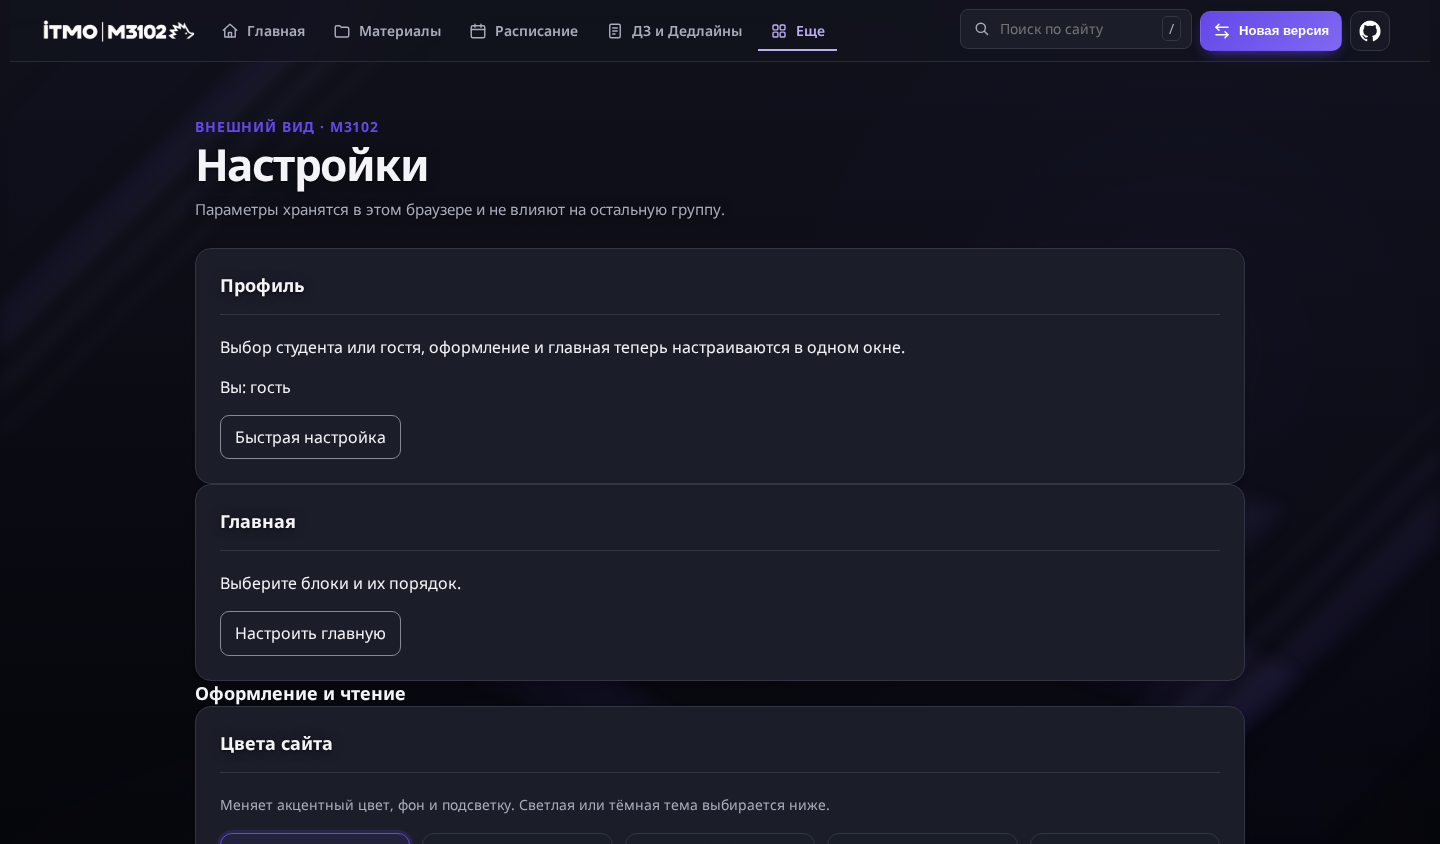 iTMO | M3102
Главная
Материалы
Расписание
ДЗ и Дедлайны
Еще
Поиск по сайту
/
Новая версия
ВНЕШНИЙ ВИД · М3102
Настройки
Параметры хранятся в этом браузере и не влияют на остальную группу.
Профиль
Выбор студента или гостя, оформление и главная теперь настраиваются в одном окне.
Вы: гость
Быстрая настройка
Главная
Выберите блоки и их порядок.
Настроить главную
Оформление и чтение
Цвета сайта
Меняет акцентный цвет, фон и подсветку. Светлая или тёмная тема выбирается ниже.